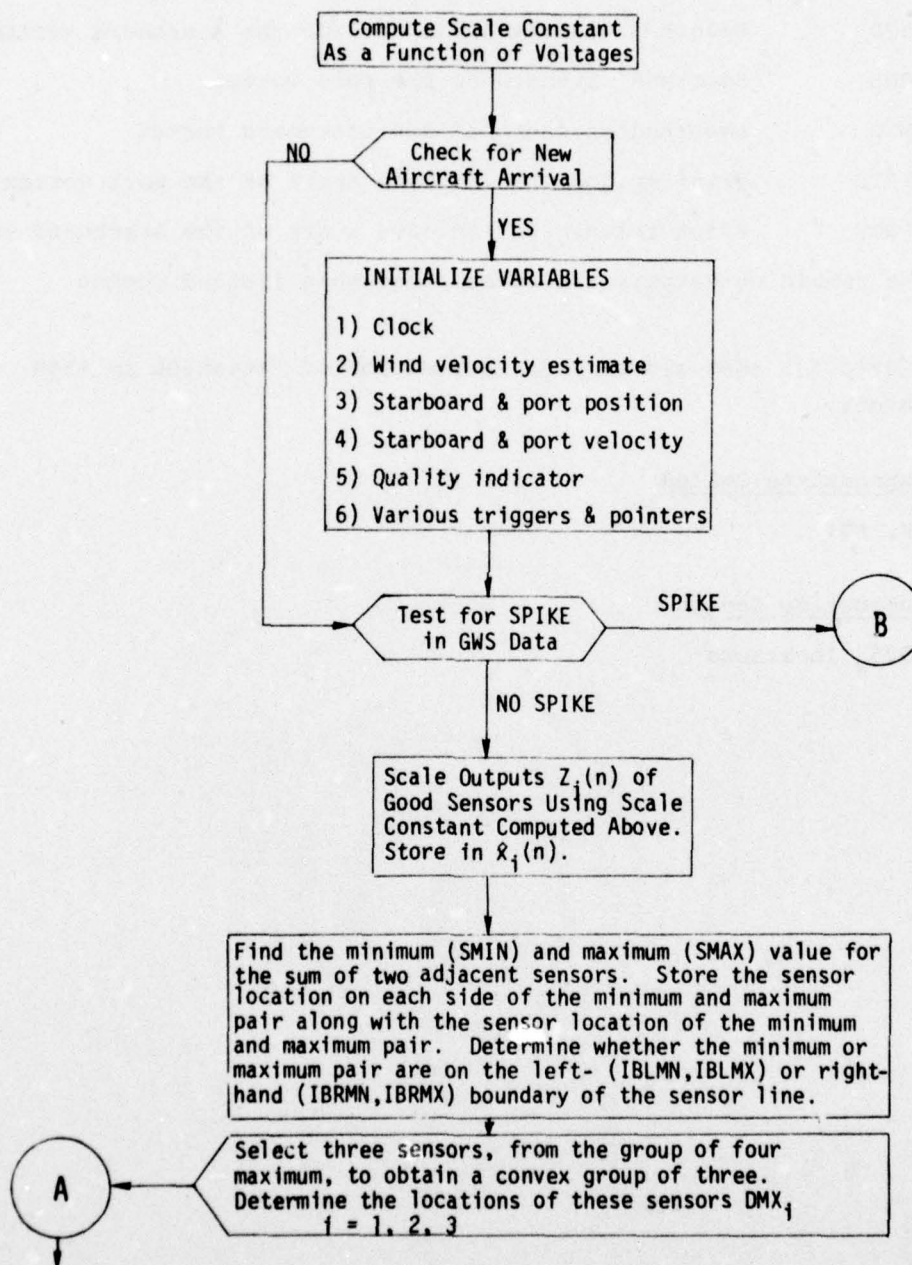 Compute Scale Constant
As a Function of Voltages
NO
Check for New
Aircraft Arrival
YES
INITIALIZE VARIABLES
1) Clock
2) Wind velocity estimate
3) Starboard & port position
4) Starboard & port velocity
5) Quality indicator
6) Various triggers & pointers
Test for SPIKE
in GWS Data
SPIKE
B
NO SPIKE
Scale Outputs Zᵢ(n) of
Good Sensors Using Scale
Constant Computed Above.
Store in x̂ᵢ(n).
Find the minimum (SMIN) and maximum (SMAX) value for
the sum of two adjacent sensors. Store the sensor
location on each side of the minimum and maximum
pair along with the sensor location of the minimum
and maximum pair. Determine whether the minimum or
maximum pair are on the left- (IBLMN,IBLMX) or right-
hand (IBRMN,IBRMX) boundary of the sensor line.
A
Select three sensors, from the group of four
maximum, to obtain a convex group of three.
Determine the locations of these sensors DMXᵢ
i = 1, 2, 3